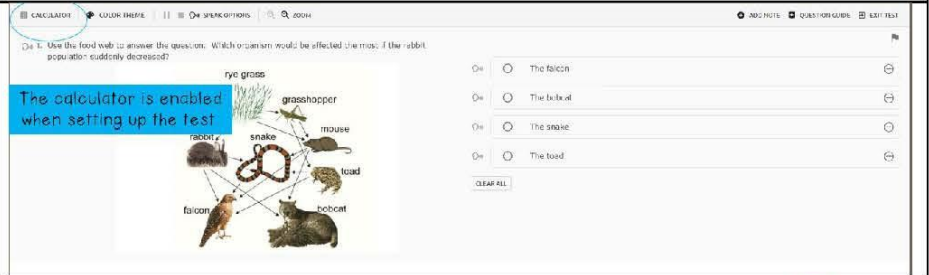 CALCULATOR COLOR THEME SPEAK OPTIONS ZOOM ADD NOTE QUESTION GUIDE EXIT TEST
1. Use the food web to answer the question. Which organism would be affected the most if the rabbit
population suddenly decreased?
The calculator is enabled
when setting up the test
rye grass
grasshopper
mouse
rabbit
snake
toad
falcon
bobcat
The falcon
The bobcat
The snake
The toad
CLEAR ALL